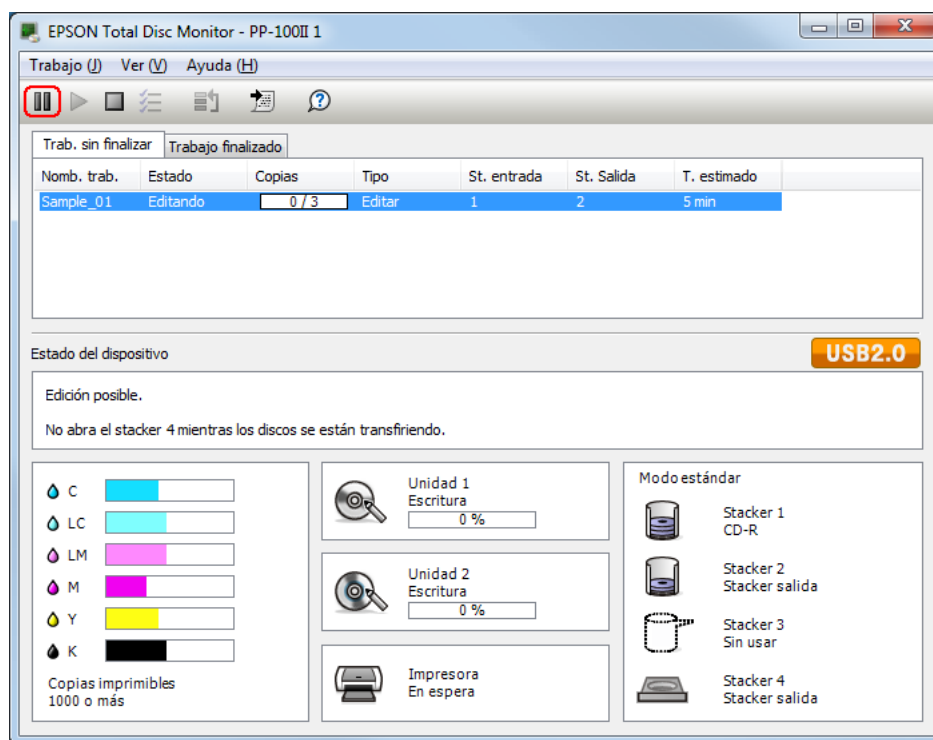 EPSON Total Disc Monitor - PP-100II 1
Trabajo (J) Ver (V) Ayuda (H)
Trab. sin finalizar Trabajo finalizado
Nomb. trab. Estado Copias Tipo St. entrada St. Salida T. estimado
Sample_01 Editando 0 / 3 Editar 1 2 5 min
Estado del dispositivo USB2.0
Edición posible.
No abra el stacker 4 mientras los discos se están transfiriendo.
C
LC
LM
M
Y
K
Copias imprimibles
1000 o más
Unidad 1
Escritura
0 %
Unidad 2
Escritura
0 %
Impresora
En espera
Modo estándar
Stacker 1
CD-R
Stacker 2
Stacker salida
Stacker 3
Sin usar
Stacker 4
Stacker salida